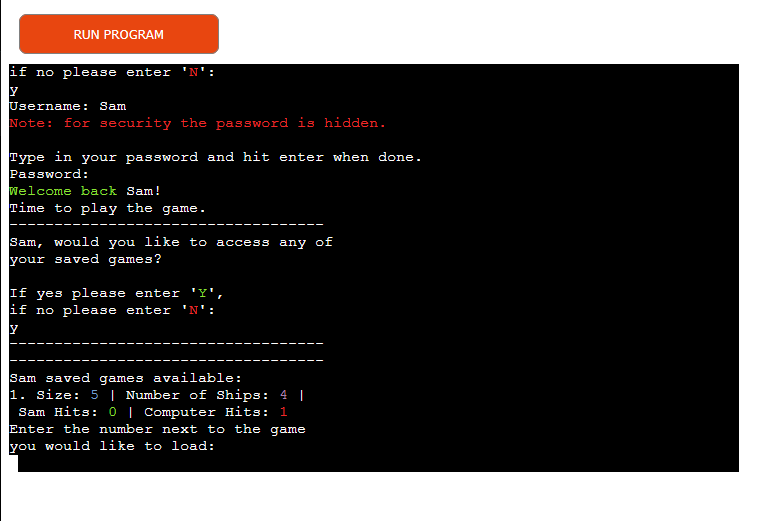 RUN PROGRAM
if no please enter 'N':
y
Username: Sam
Note: for security the password is hidden.
Type in your password and hit enter when done.
Password:
Welcome back Sam!
Time to play the game.
-----------------------------------
Sam, would you like to access any of
your saved games?
If yes please enter 'Y',
if no please enter 'N':
y
-----------------------------------
-----------------------------------
Sam saved games available:
1. Size: 5 | Number of Ships: 4 |
Sam Hits: 0 | Computer Hits: 1
Enter the number next to the game
you would like to load: